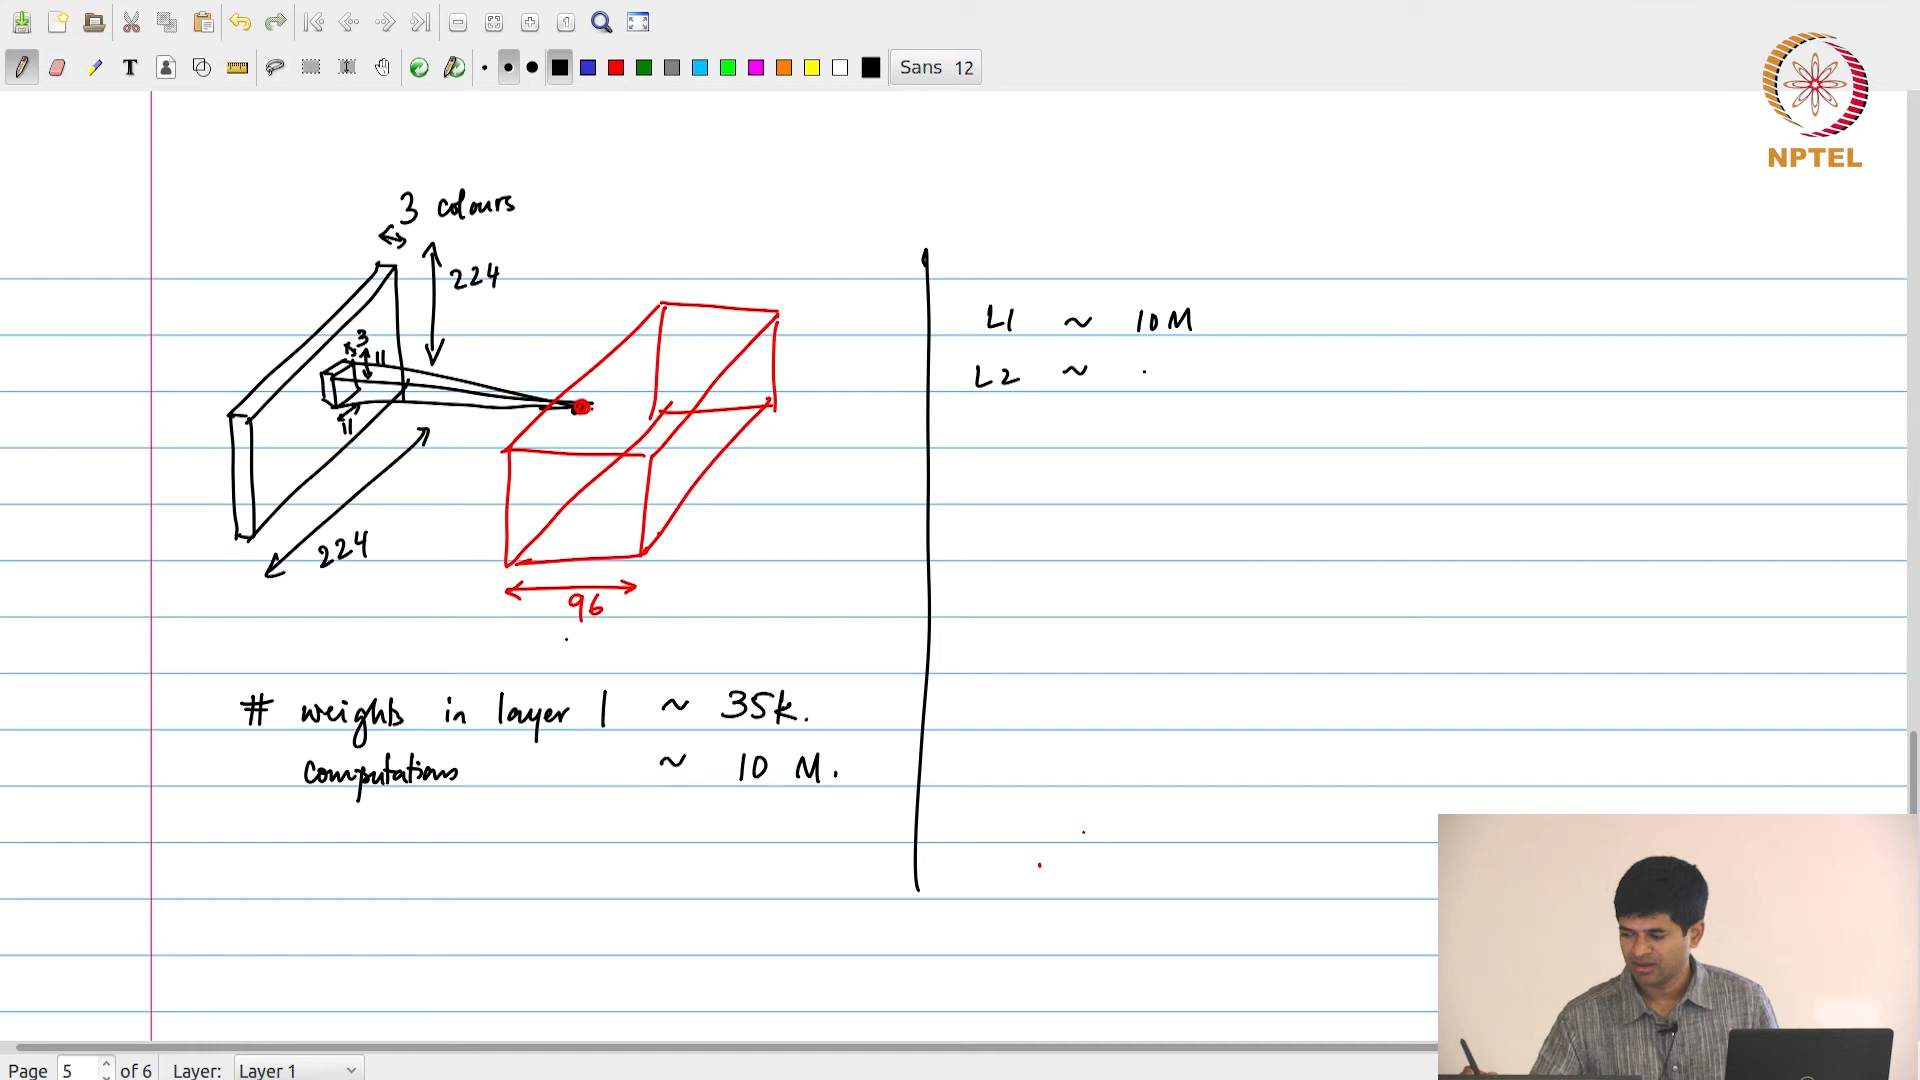 Sans 12
NPTEL
3 colours
224
3
11
11
224
96
# weights in layer 1 ~ 35k.
computations ~ 10 M.
L1 ~ 10M
L2 ~
Page 5 of 6 Layer: Layer 1